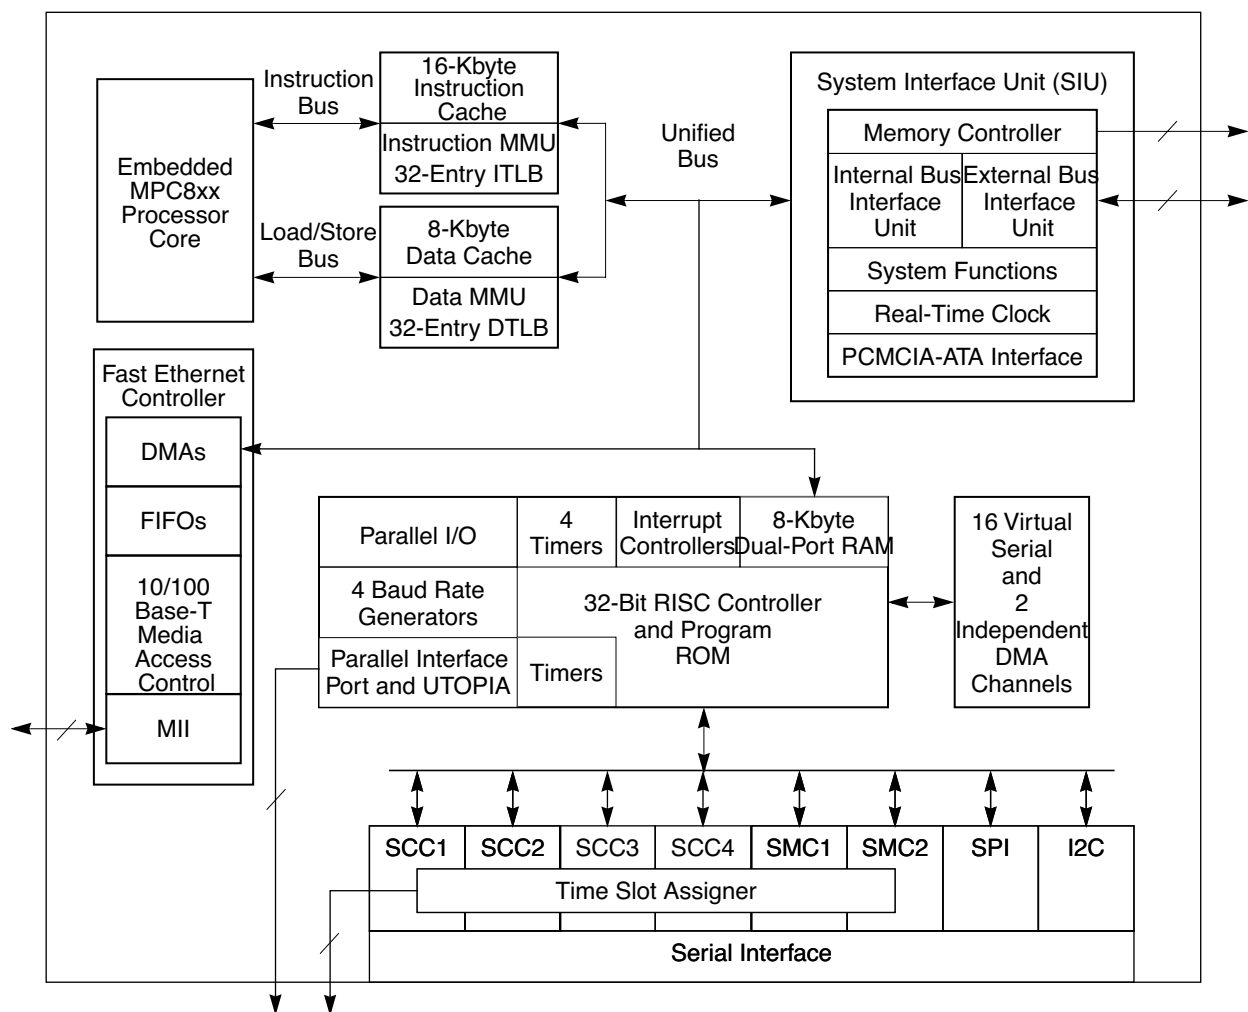 Instruction
Bus
16-Kbyte
Instruction
Cache
Instruction MMU
32-Entry ITLB
Embedded
MPC8xx
Processor
Core
Load/Store
Bus
8-Kbyte
Data Cache
Data MMU
32-Entry DTLB
Unified
Bus
System Interface Unit (SIU)
Memory Controller
Internal Bus
Interface
Unit
External Bus
Interface
Unit
System Functions
Real-Time Clock
PCMCIA-ATA Interface
Fast Ethernet
Controller
DMAs
FIFOs
10/100
Base-T
Media
Access
Control
MII
Parallel I/O
4
Timers
Interrupt
Controllers
8-Kbyte
Dual-Port RAM
4 Baud Rate
Generators
32-Bit RISC Controller
and Program
ROM
Parallel Interface
Port and UTOPIA
Timers
16 Virtual
Serial
and
2
Independent
DMA
Channels
SCC1
SCC2
SCC3
SCC4
SMC1
SMC2
SPI
I2C
Time Slot Assigner
Serial Interface